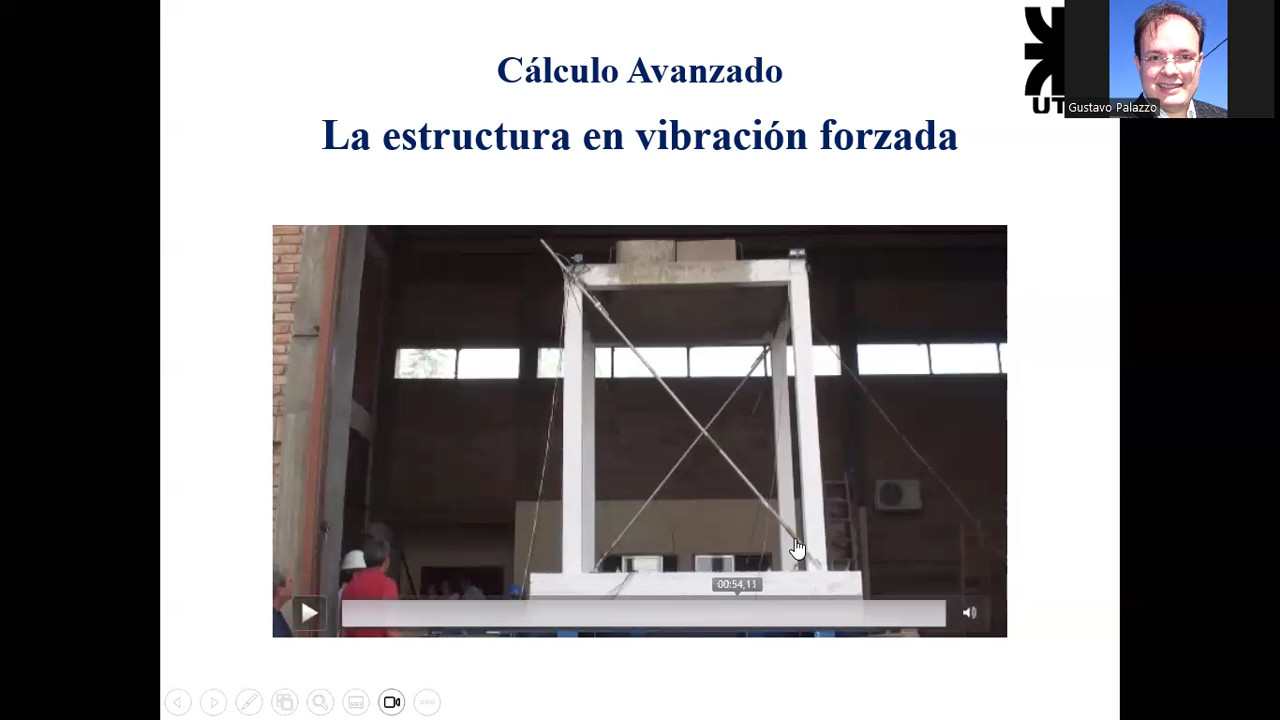 Cálculo Avanzado
La estructura en vibración forzada
UT
Gustavo Palazzo
00:54,11